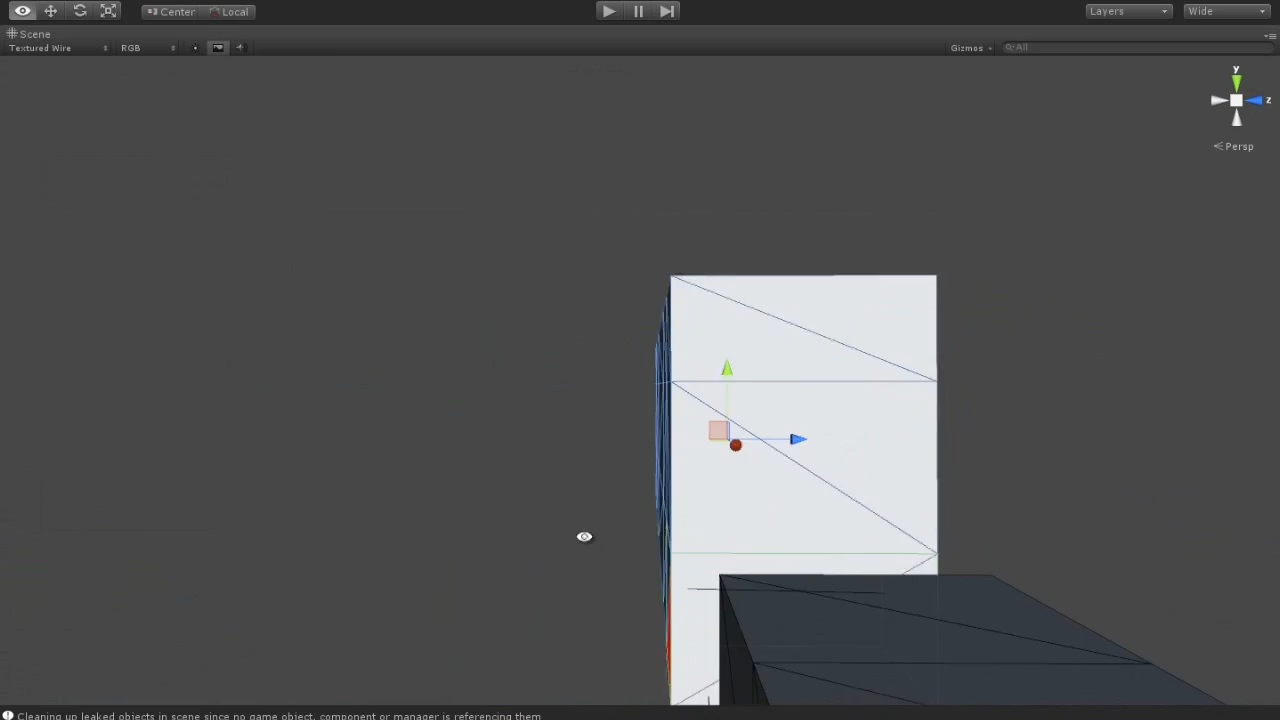 Center Local Layers Wide
Scene
Textured Wire RGB Gizmos All
y
z
Persp
Cleaning up leaked objects in scene since no game object, component or manager is referencing them